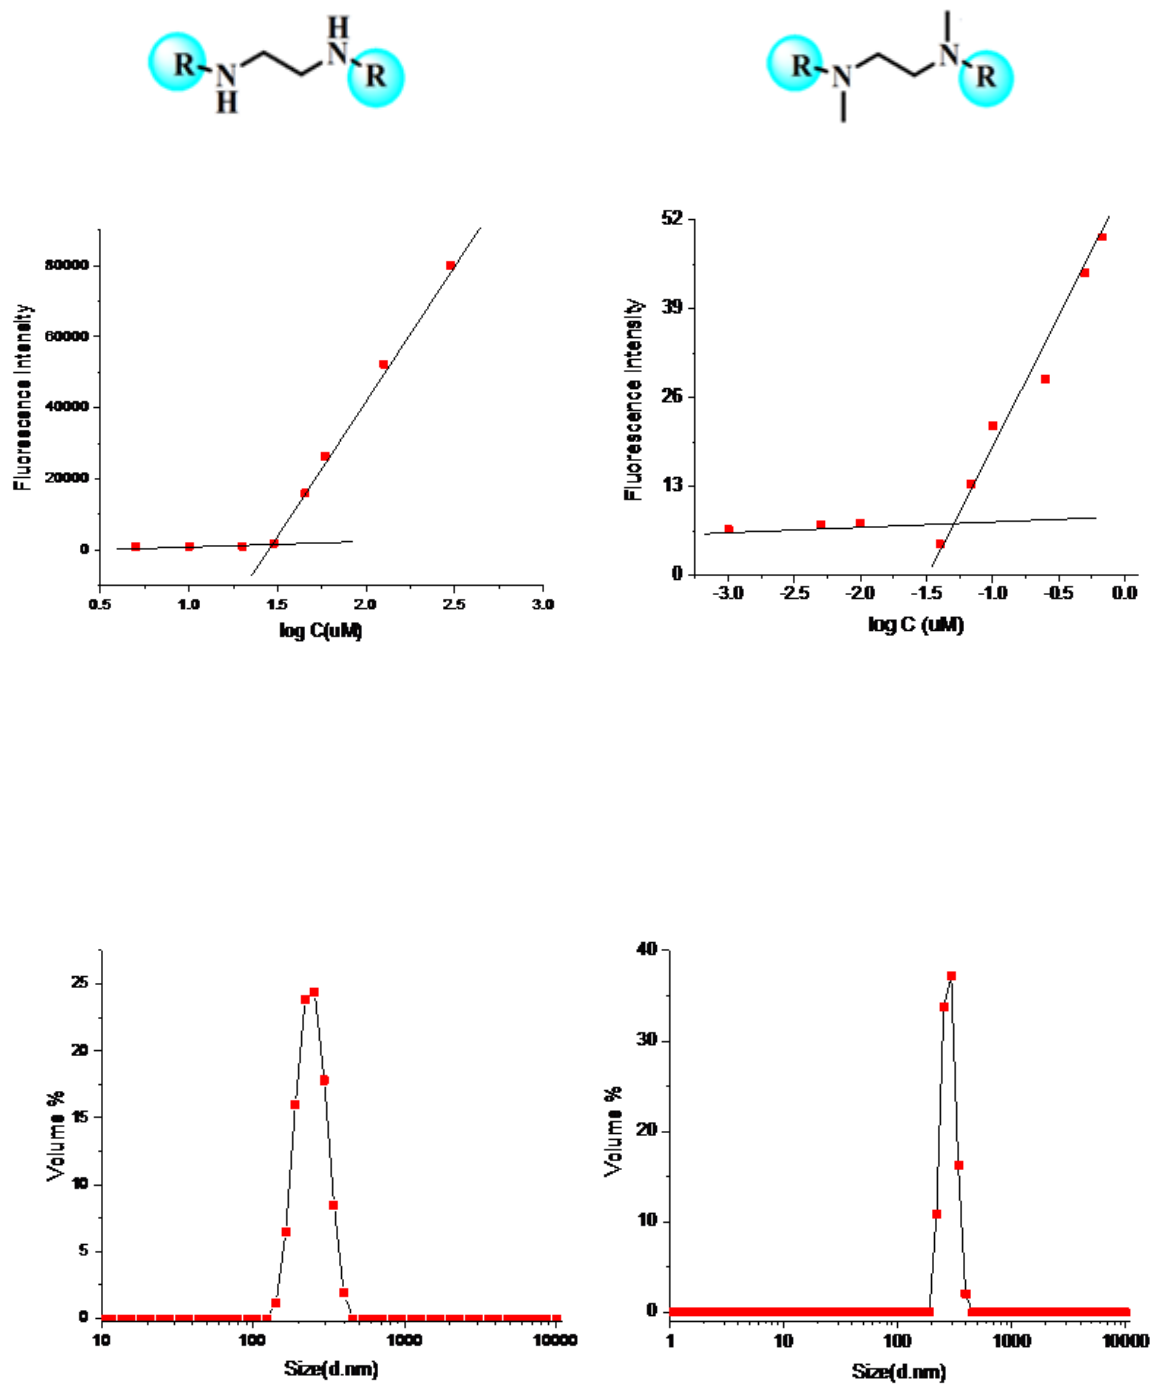 H
R N N R
H
R N N R
Fluorescence Intensity
80000
60000
40000
20000
0
0.5 1.0 1.5 2.0 2.5 3.0
log C(uM)
Fluorescence Intensity
52
39
26
13
0
-3.0 -2.5 -2.0 -1.5 -1.0 -0.5 0.0
log C (uM)
Volume %
25
20
15
10
5
0
10 100 1000 10000
Size(d.nm)
Volume %
40
30
20
10
0
1 10 100 1000 10000
Size(d.nm)